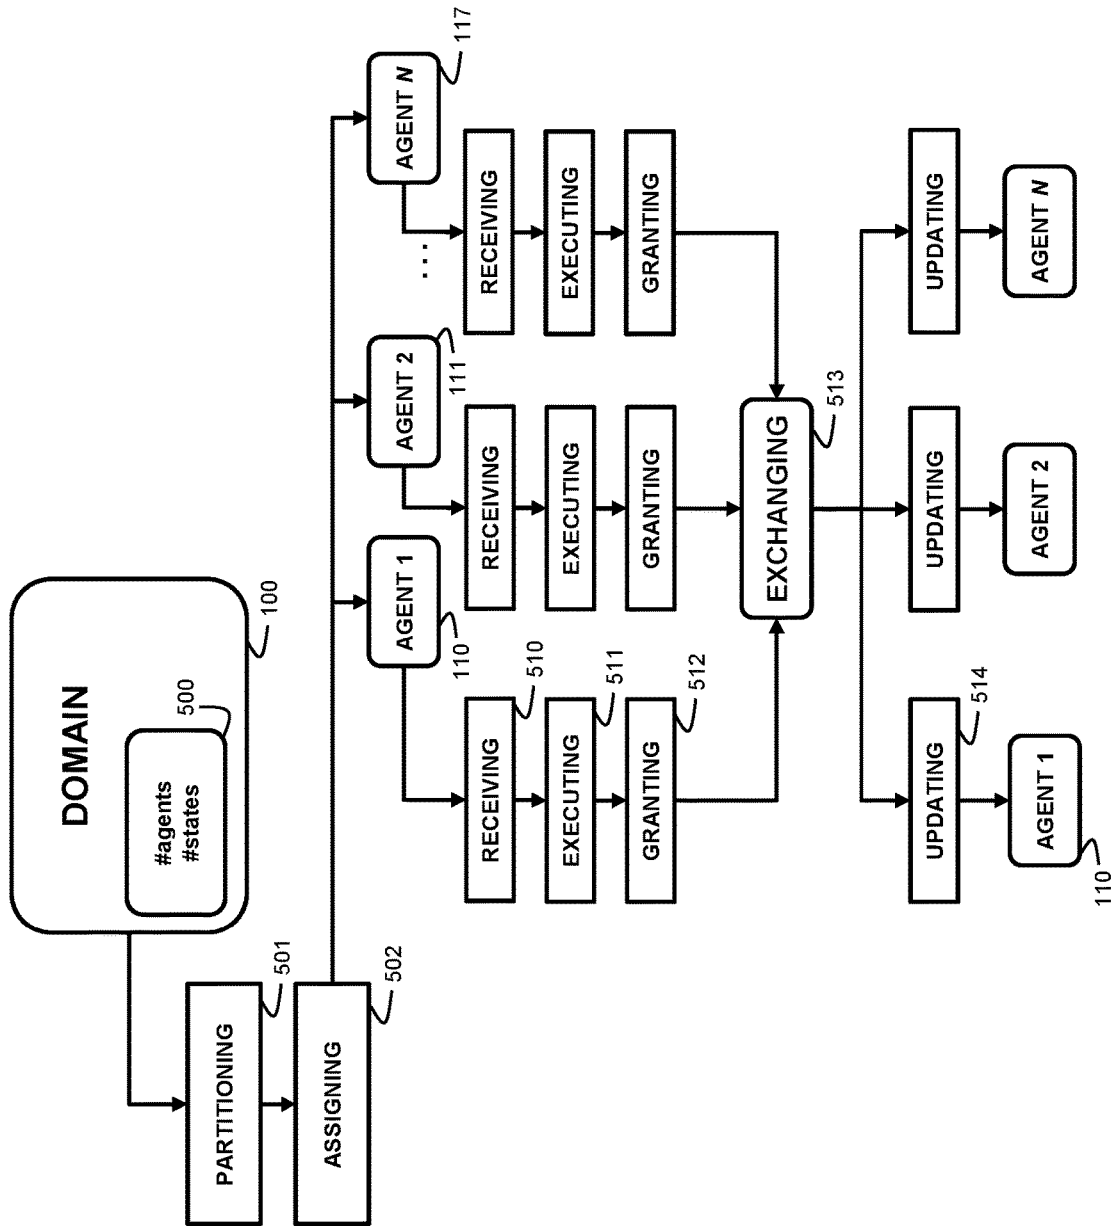 DOMAIN
#agents
#states
500
100
PARTITIONING
501
ASSIGNING
502
AGENT 1
110
AGENT 2
111
AGENT N
117
...
RECEIVING
510
RECEIVING
RECEIVING
EXECUTING
511
EXECUTING
EXECUTING
GRANTING
512
GRANTING
GRANTING
EXCHANGING
513
UPDATING
514
UPDATING
UPDATING
AGENT 1
110
AGENT 2
AGENT N